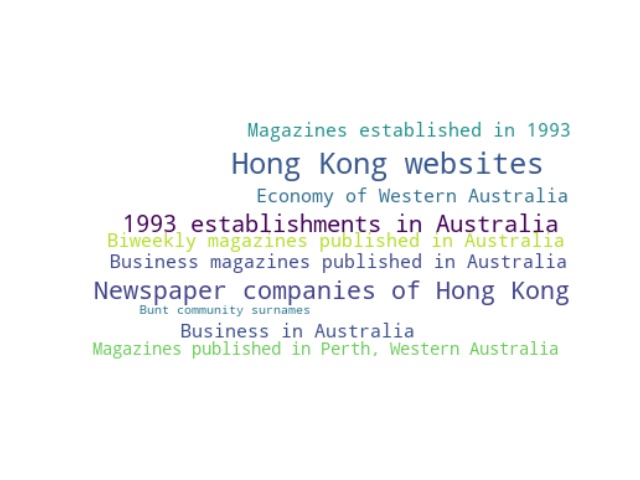 Magazines established in 1993
Hong Kong websites
Economy of Western Australia
1993 establishments in Australia
Biweekly magazines published in Australia
Business magazines published in Australia
Newspaper companies of Hong Kong
Bunt community surnames
Business in Australia
Magazines published in Perth, Western Australia